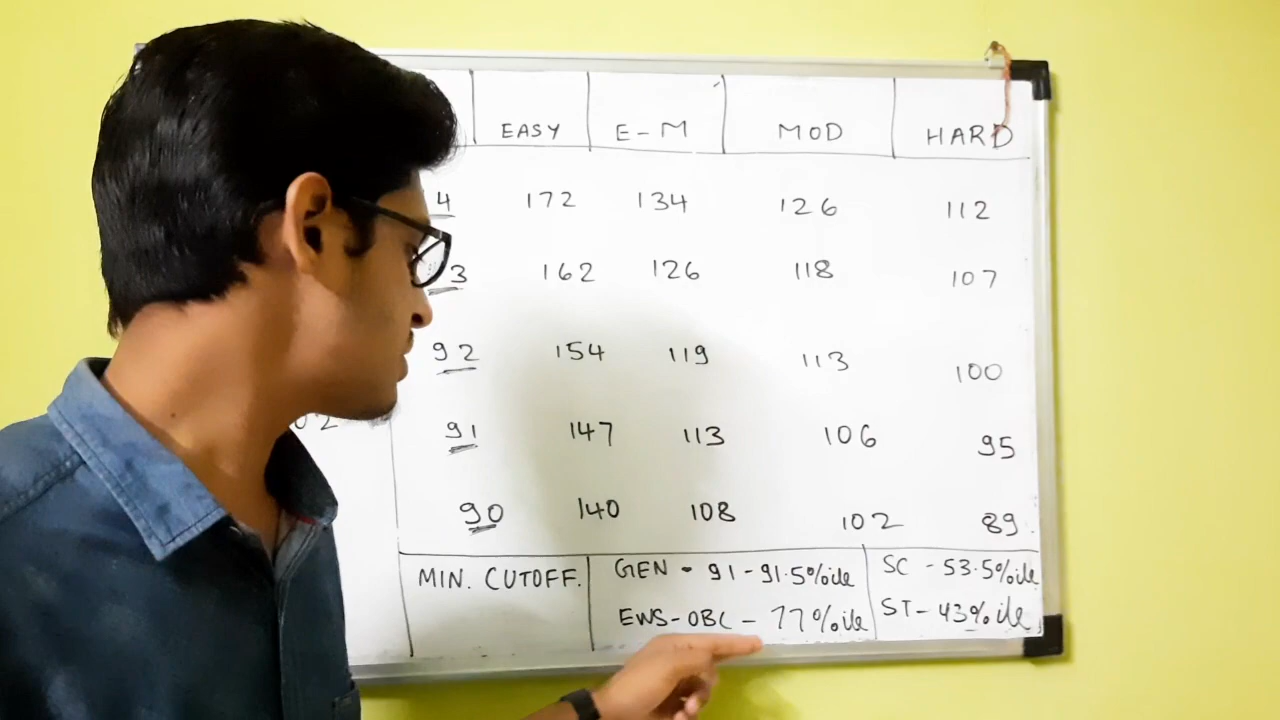 EASY E-M MOD HARD
4 172 134 126 112
3 162 126 118 107
92 154 119 113 100
91 147 113 106 95
90 140 108 102 89.
MIN. CUTOFF. GEN - 91-91.5%ile SC - 53.5%ile
EWS-OBC - 77%ile ST - 43%ile